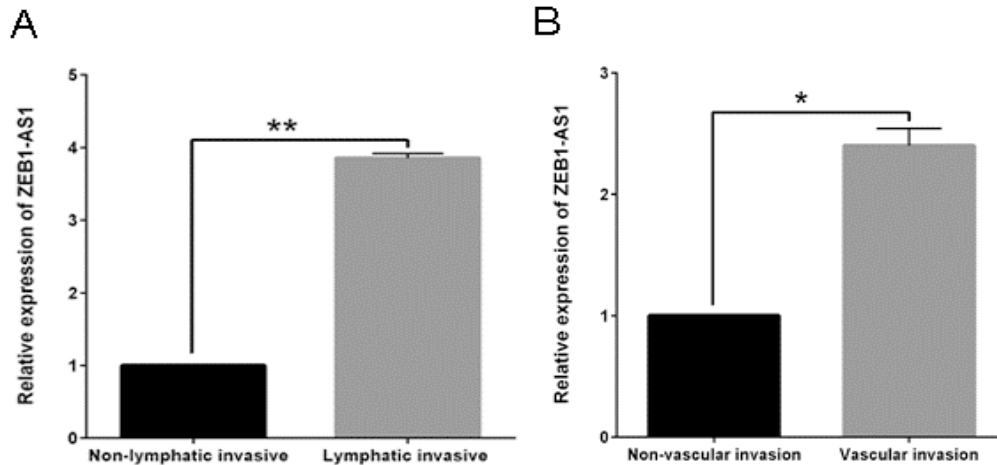 A
Relative expression of ZEB1-AS1
5
4
3
2
1
0
**
Non-lymphatic invasive
Lymphatic invasive
B
Relative expression of ZEB1-AS1
3
2
1
0
*
Non-vascular invasion
Vascular invasion